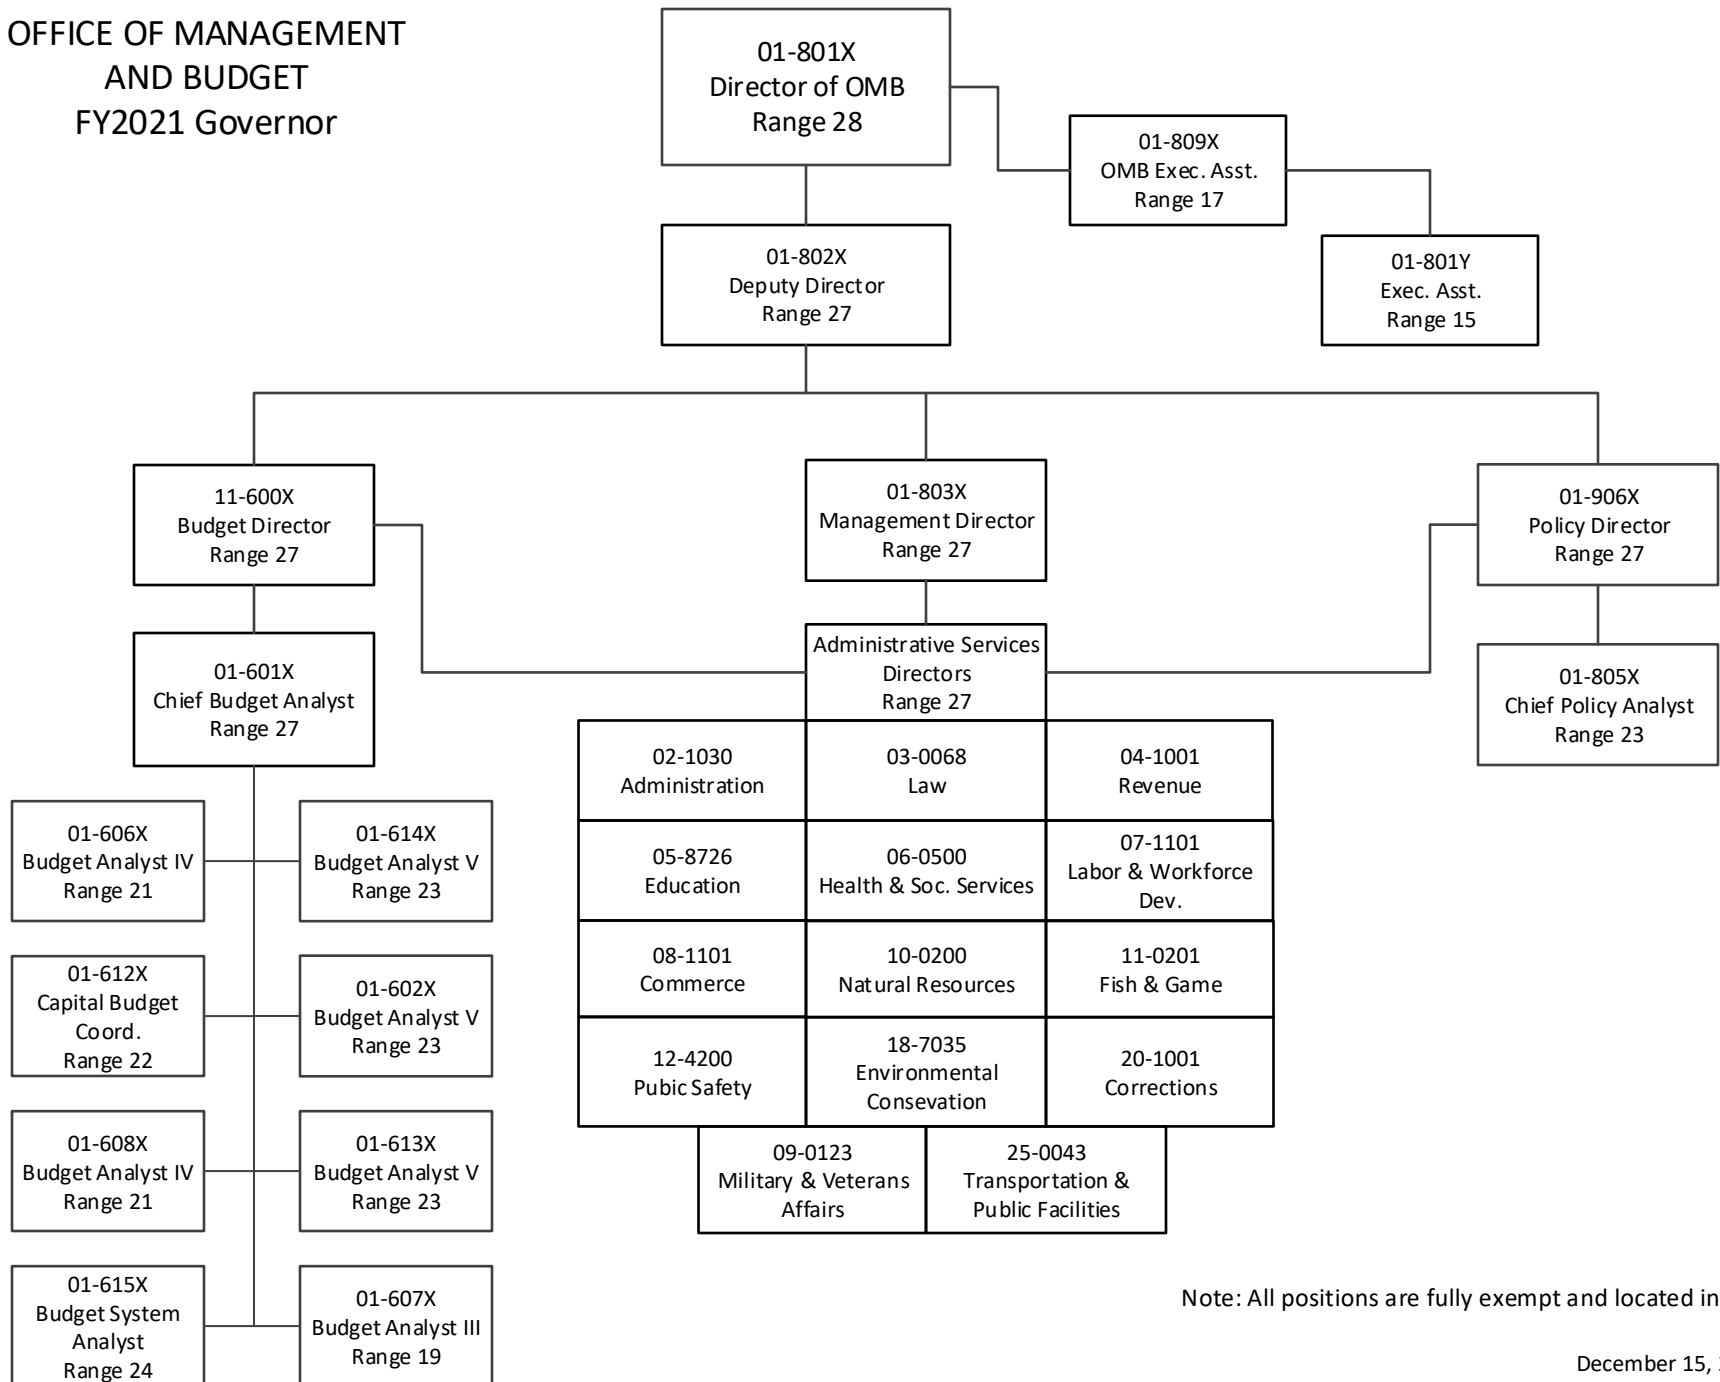 OFFICE OF MANAGEMENT
AND BUDGET
FY2021 Governor
01-801X
Director of OMB
Range 28
01-809X
OMB Exec. Asst.
Range 17
01-801Y
Exec. Asst.
Range 15
01-802X
Deputy Director
Range 27
11-600X
Budget Director
Range 27
01-803X
Management Director
Range 27
01-906X
Policy Director
Range 27
01-601X
Chief Budget Analyst
Range 27
Administrative Services
Directors
Range 27
01-805X
Chief Policy Analyst
Range 23
02-1030
Administration
03-0068
Law
04-1001
Revenue
05-8726
Education
06-0500
Health & Soc. Services
07-1101
Labor & Workforce
Dev.
08-1101
Commerce
10-0200
Natural Resources
11-0201
Fish & Game
12-4200
Pubic Safety
18-7035
Environmental
Consevation
20-1001
Corrections
09-0123
Military & Veterans
Affairs
25-0043
Transportation &
Public Facilities
01-606X
Budget Analyst IV
Range 21
01-614X
Budget Analyst V
Range 23
01-612X
Capital Budget
Coord.
Range 22
01-602X
Budget Analyst V
Range 23
01-608X
Budget Analyst IV
Range 21
01-613X
Budget Analyst V
Range 23
01-615X
Budget System
Analyst
Range 24
01-607X
Budget Analyst III
Range 19
Note: All positions are fully exempt and located in
December 15,